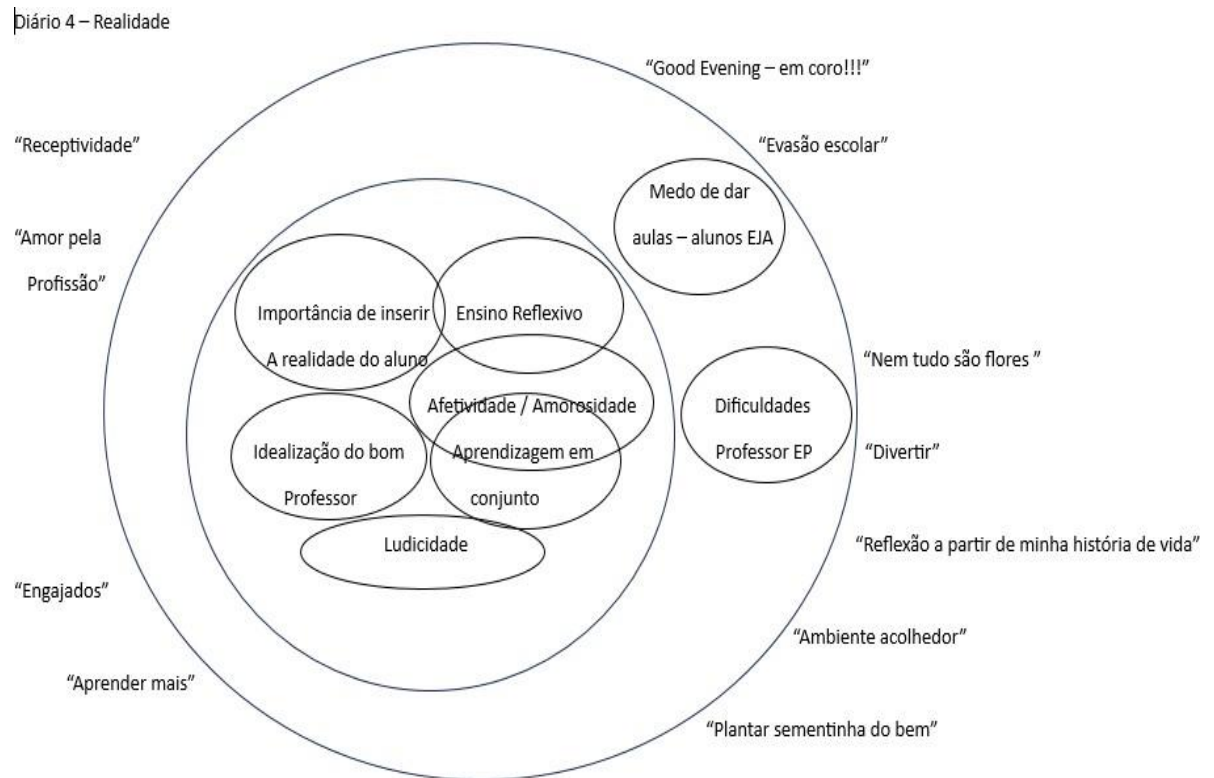 Diário 4 – Realidade
“Good Evening – em coro!!!”
“Receptividade”
“Evasão escolar”
Medo de dar
aulas – alunos EJA
“Amor pela
Profissão”
Importância de inserir
A realidade do aluno
Ensino Reflexivo
“Nem tudo são flores ”
Afetividade / Amorosidade
Dificuldades
Professor EP
Idealização do bom
Professor
Aprendizagem em
conjunto
“Divertir”
Ludicidade
“Reflexão a partir de minha história de vida”
“Engajados”
“Ambiente acolhedor”
“Aprender mais”
“Plantar sementinha do bem”